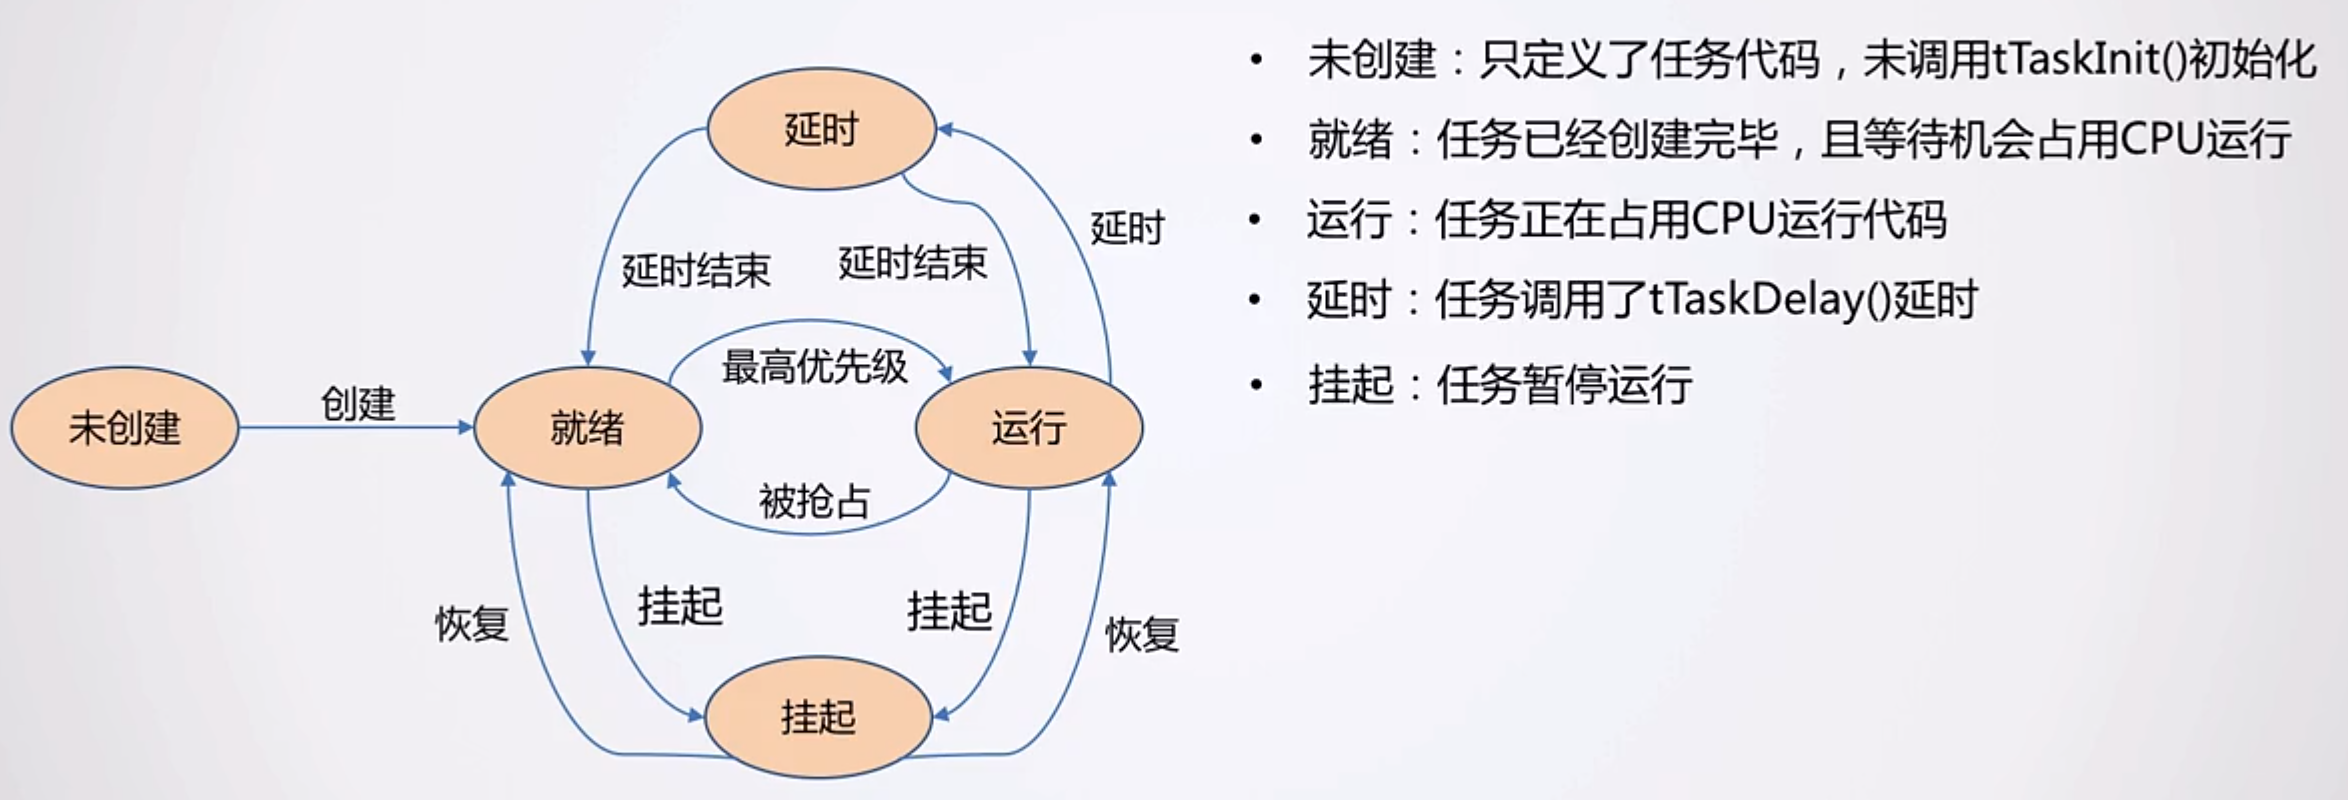 延时
延时
延时结束
延时结束
最高优先级
未创建
创建
就绪
运行
被抢占
恢复
挂起
挂起
恢复
挂起
• 未创建：只定义了任务代码，未调用tTaskInit()初始化
• 就绪：任务已经创建完毕，且等待机会占用CPU运行
• 运行：任务正在占用CPU运行代码
• 延时：任务调用了tTaskDelay()延时
• 挂起：任务暂停运行